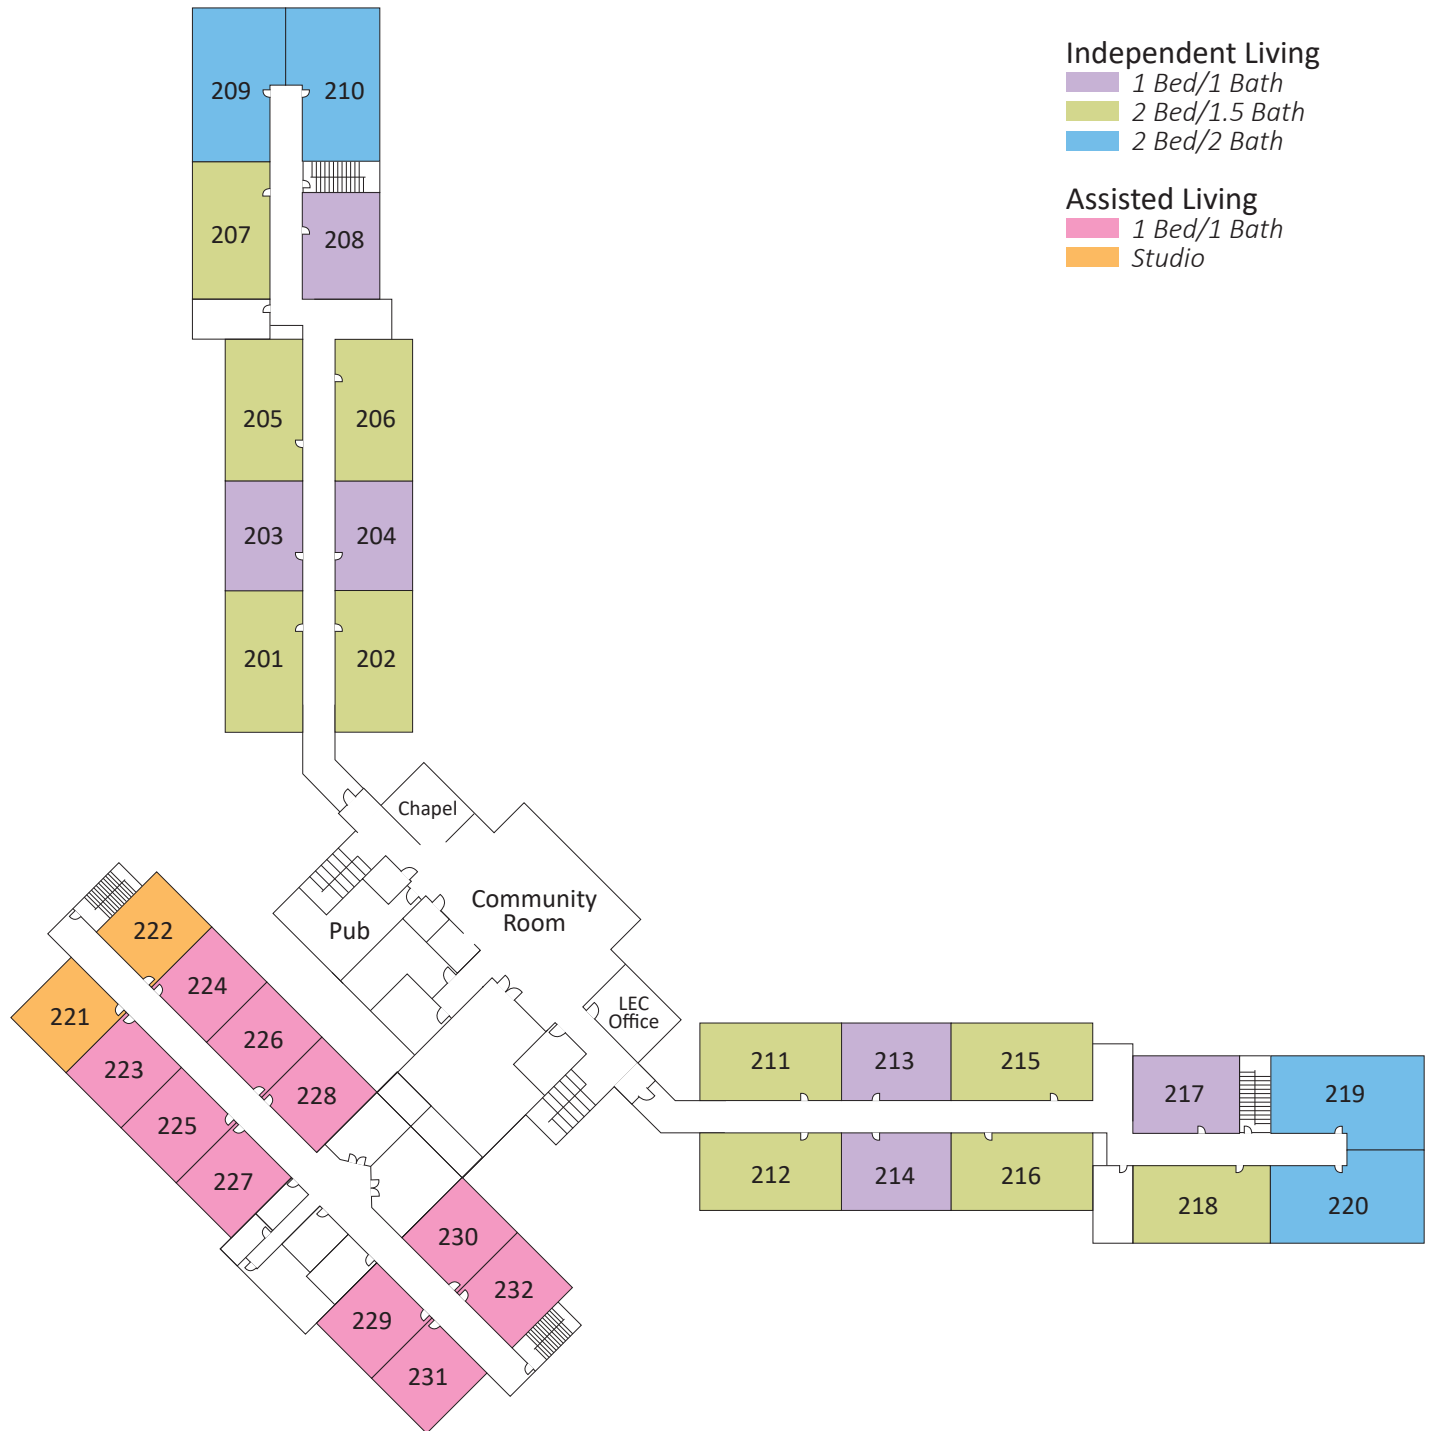 Independent Living
1 Bed/1 Bath
2 Bed/1.5 Bath
2 Bed/2 Bath
Assisted Living
1 Bed/1 Bath
Studio
209
210
207
208
205
206
203
204
201
202
Chapel
Community
Room
Pub
LEC
Office
222
224
226
228
221
223
225
227
230
232
229
231
211
213
215
212
214
216
217
219
218
220